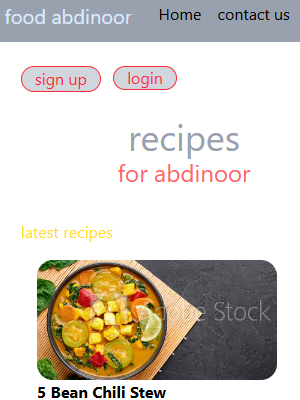 food abdinoor
Home contact us
sign up
login
recipes
for abdinoor
latest recipes
Adobe Stock
5 Bean Chili Stew